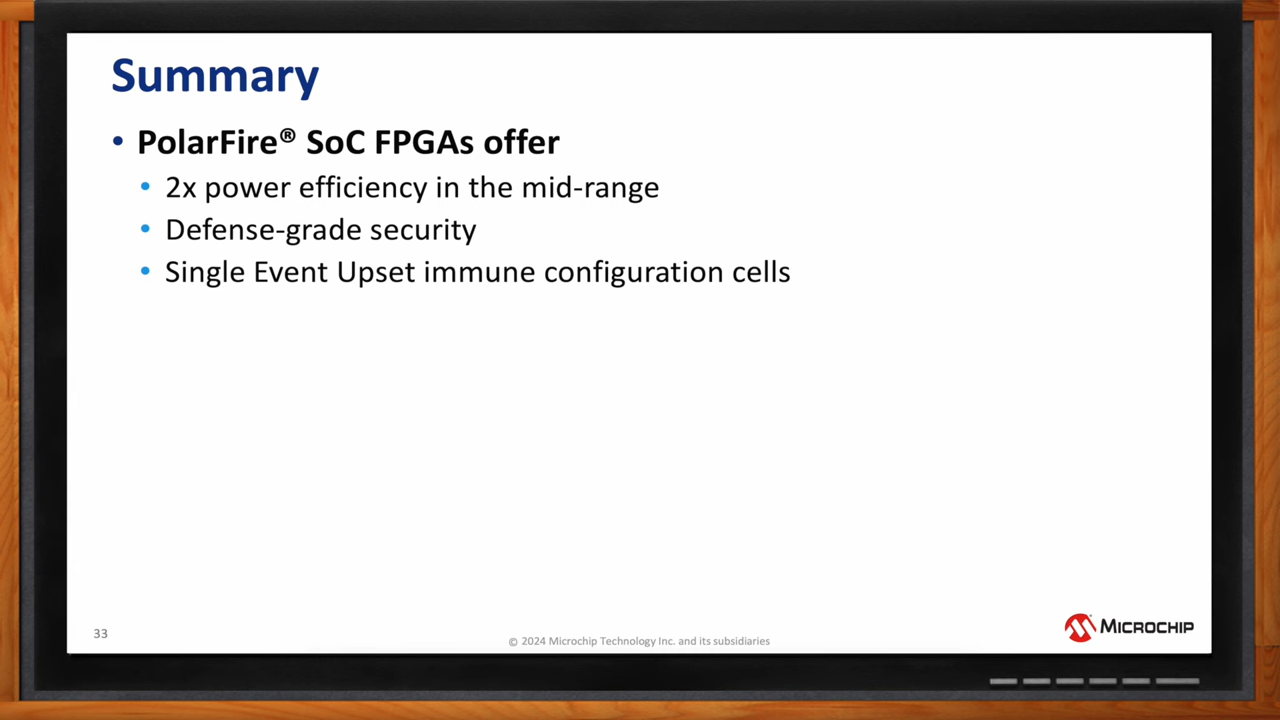 Summary
• PolarFire® SoC FPGAs offer
• 2x power efficiency in the mid-range
• Defense-grade security
• Single Event Upset immune configuration cells
33
© 2024 Microchip Technology Inc. and its subsidiaries
MICROCHIP